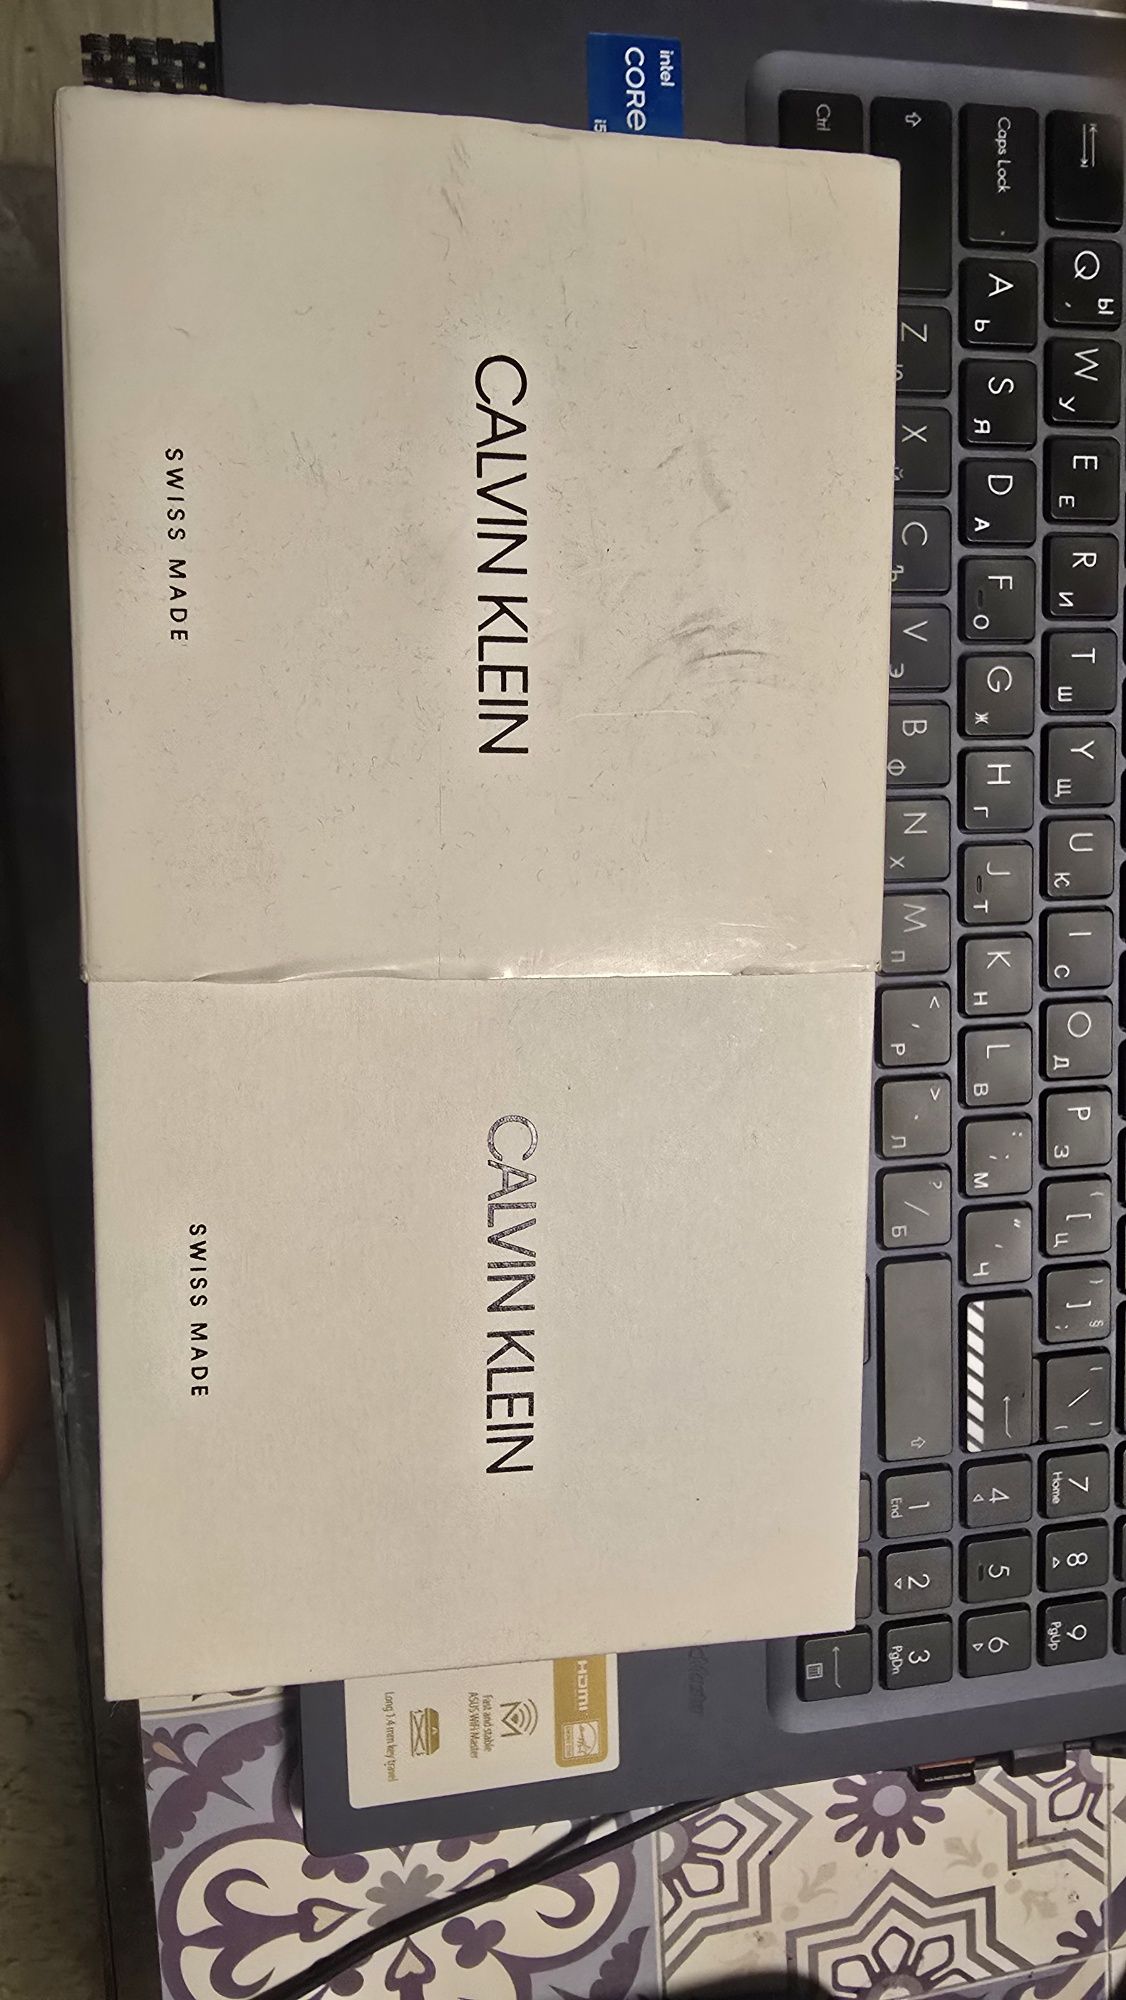 CALVIN KLEIN
SWISS MADE
CALVIN KLEIN
SWISS MADE
intel
CORE
i5
Ctrl
Caps Lock
Q Ы ,
W У
E Е
R И
T Ш
Y Щ
U К
I С
O Д
P З
{ [ Ц
} ] § ;
| \ ) (
7 Home
8
9 PgUp
A Ь
S Я
D А
F О
G Ж
H Г
J Т
K Н
L В
: ; М
" ' Ч
4
5
6
Z
X
C Ъ
V Э
B Ф
N Х
M П
< , Р
> . Л
? / Б
1 End
2
3 PgDn
HDMI
Fast and stable
ASUS WiFi Master
Long 1.4 mm key travel